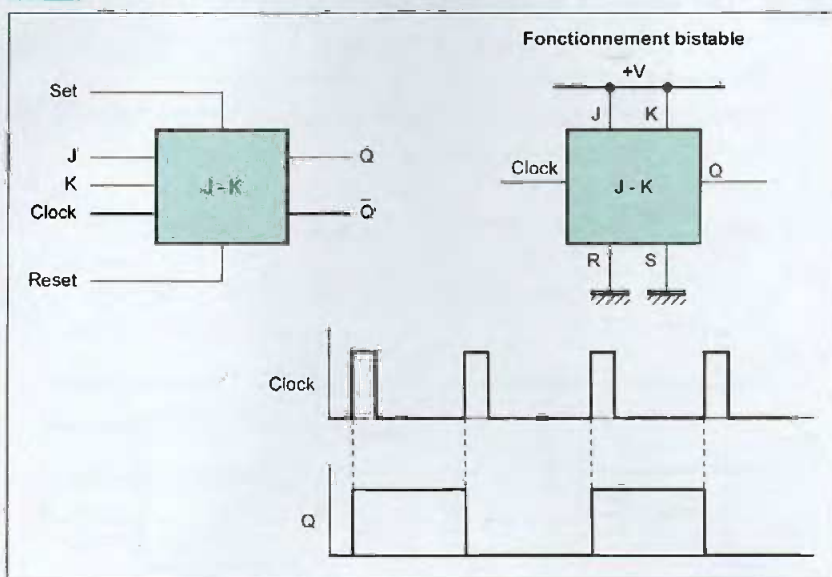 Fonctionnement bistable
Set
J
K
Clock
Reset
J - K
Q
Q̅
+V
J K
Clock
J - K
Q
R S
Clock
Q